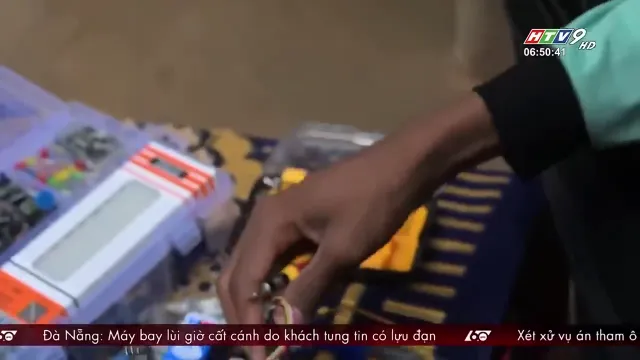 HTV9 HD
06:50:41
Đà Nẵng: Máy bay lùi giờ cất cánh do khách tung tin có lựu đạn
60 Xét xử vụ án tham ô